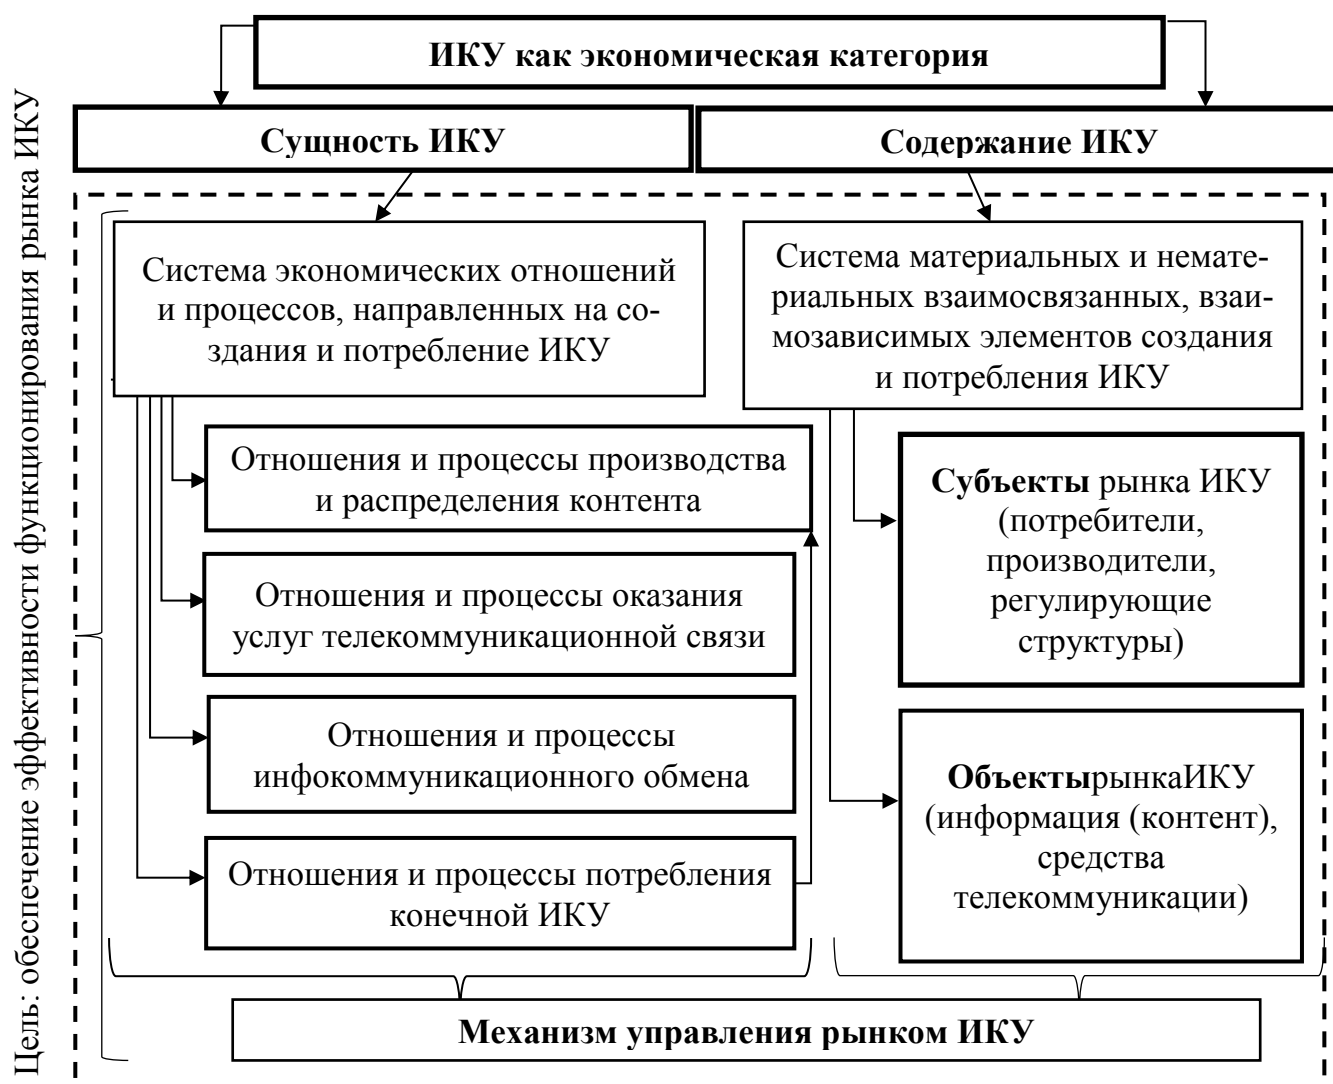 ИКУ как экономическая категория
Сущность ИКУ
Содержание ИКУ
Цель: обеспечение эффективности функционирования рынка ИКУ
Система экономических отношений
и процессов, направленных на со-
здания и потребление ИКУ
Система материальных и немате-
риальных взаимосвязанных, взаи-
мозависимых элементов создания
и потребления ИКУ
Отношения и процессы производства
и распределения контента
Отношения и процессы оказания
услуг телекоммуникационной связи
Отношения и процессы
инфокоммуникационного обмена
Отношения и процессы потребления
конечной ИКУ
Субъекты рынка ИКУ
(потребители,
производители,
регулирующие
структуры)
ОбъектырынкаИКУ
(информация (контент),
средства
телекоммуникации)
Механизм управления рынком ИКУ